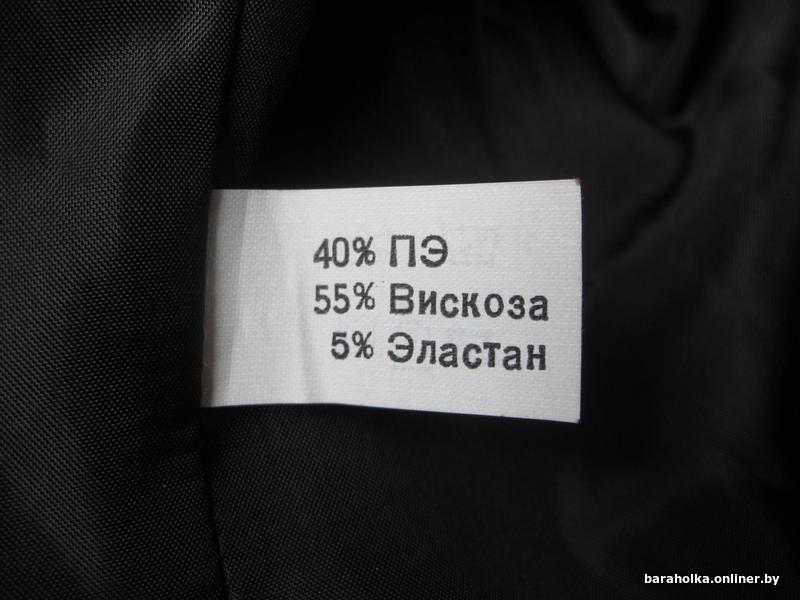 40% ПЭ
55% Вискоза
5% Эластан
baraholka.onliner.by